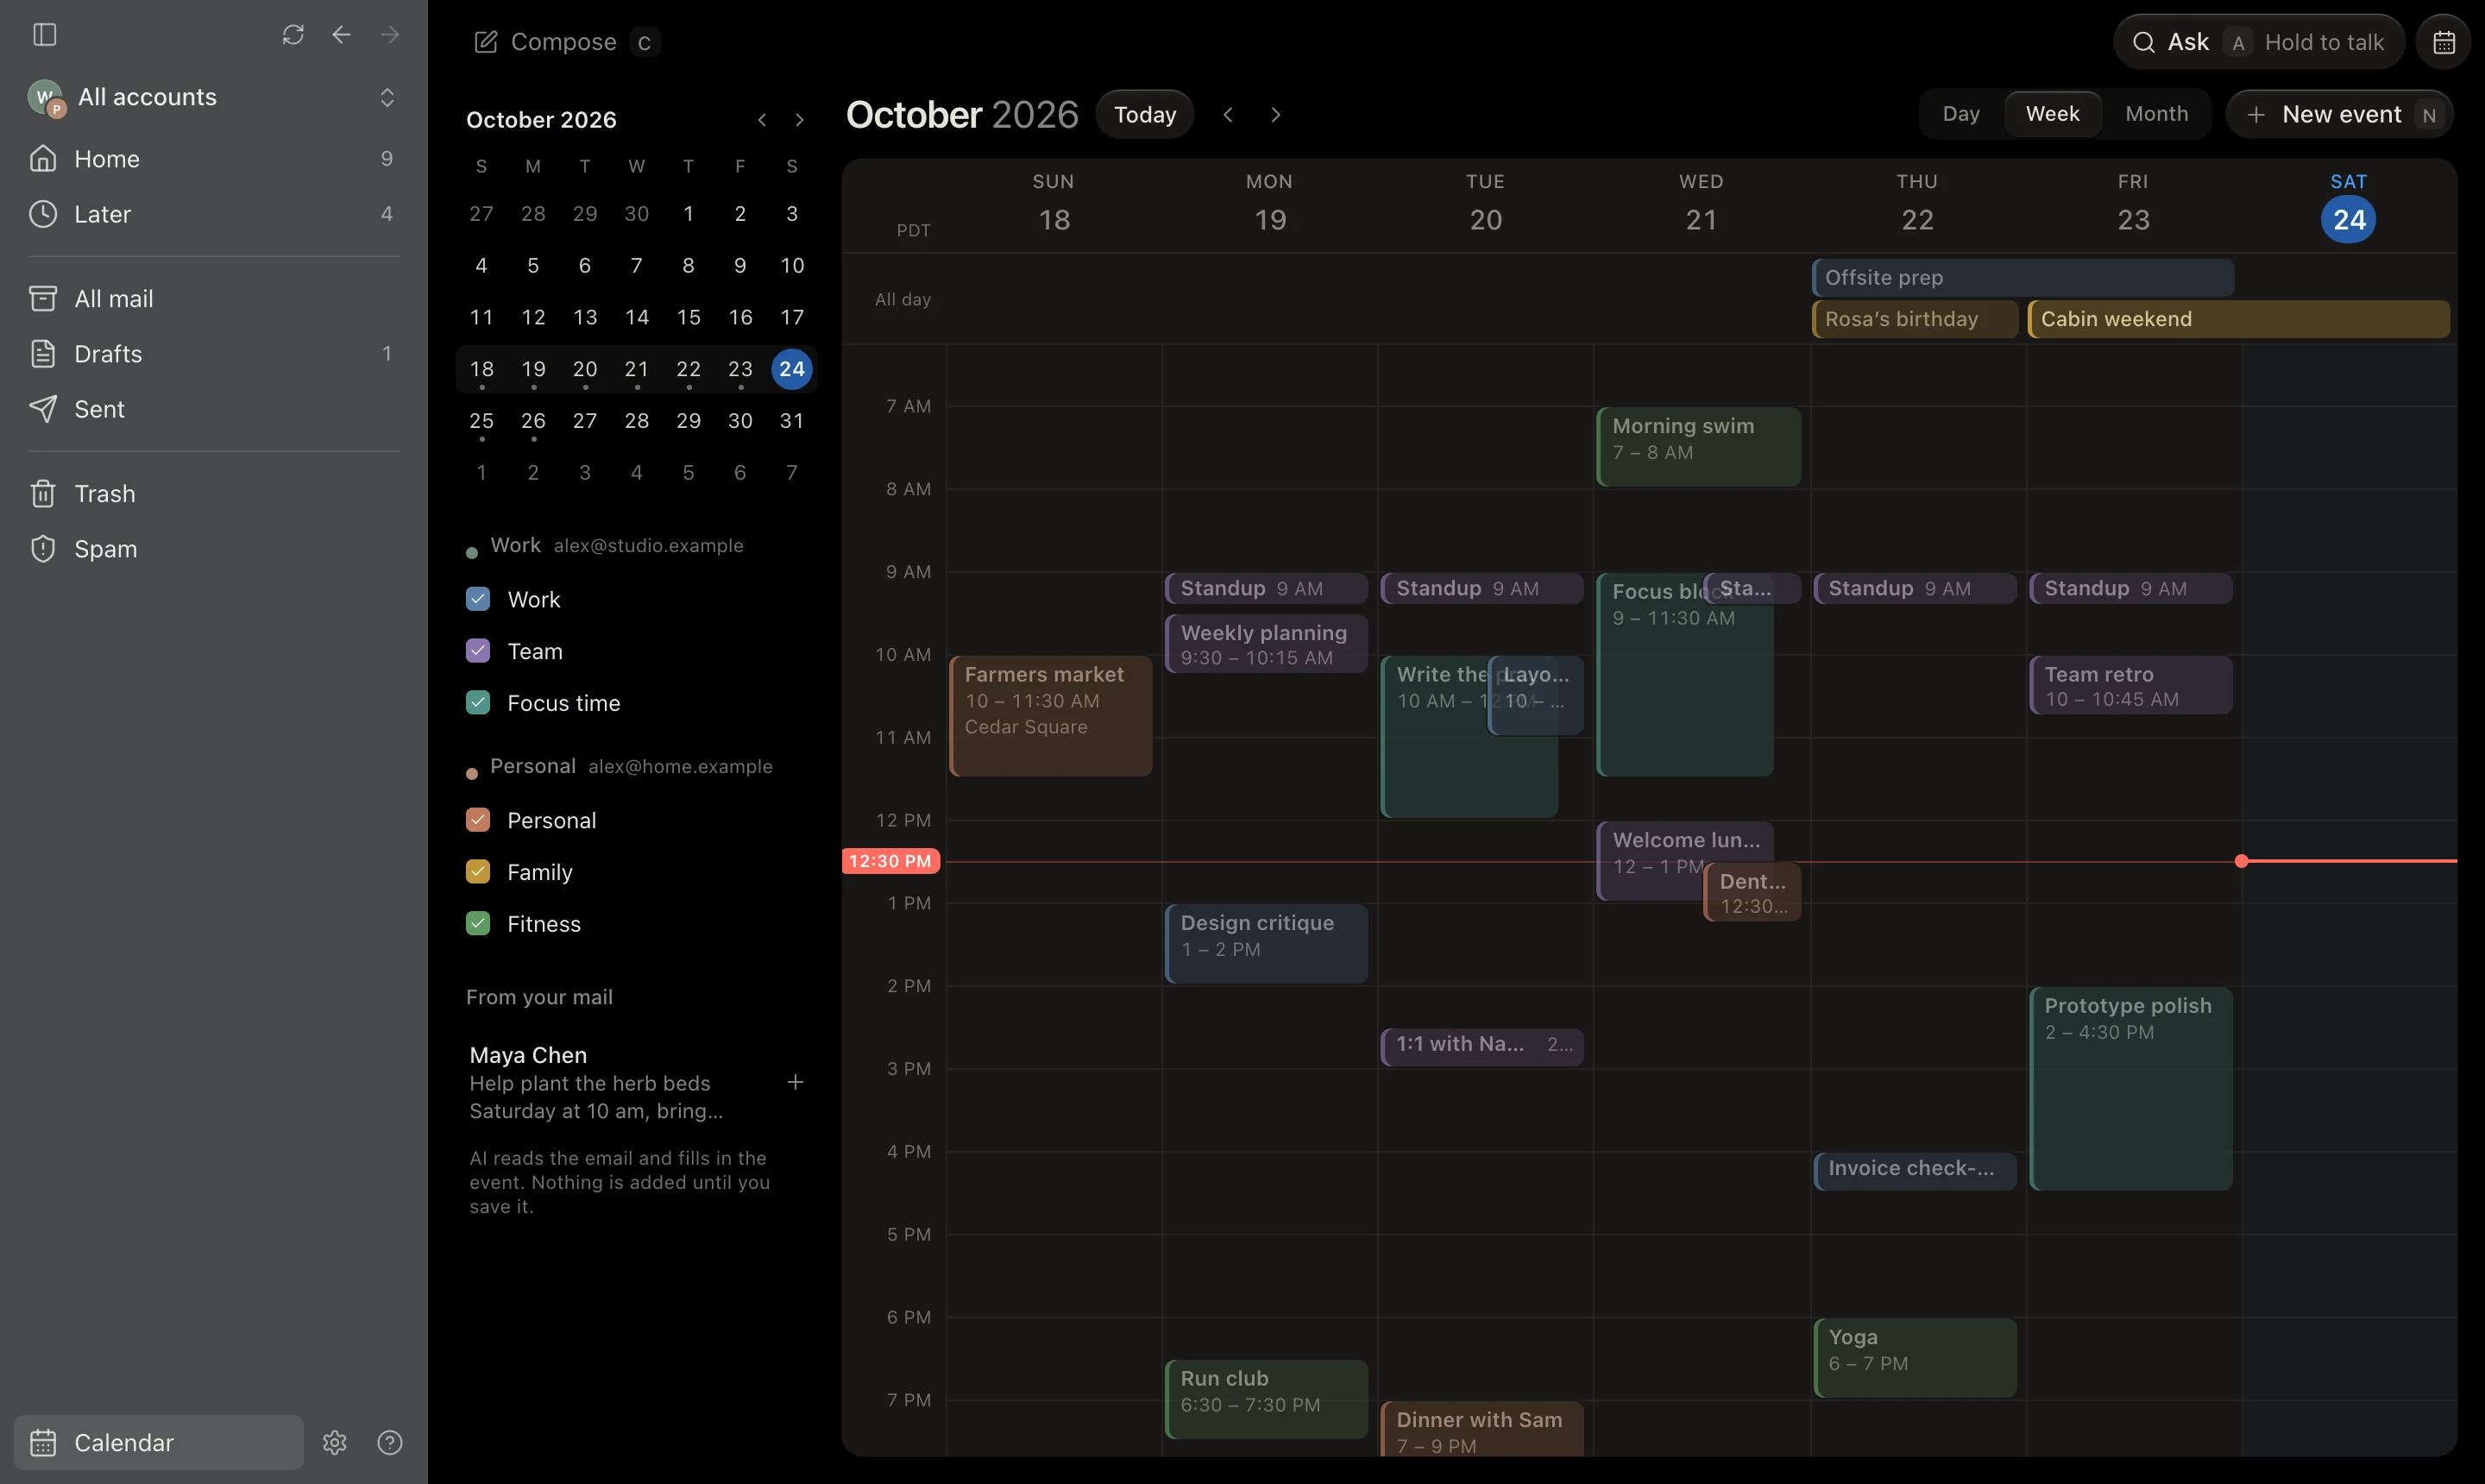 W
P
All accounts
Home 9
Later 4
All mail
Drafts 1
Sent
Trash
Spam
Calendar
Compose C
Ask A Hold to talk
October 2026
S M T W T F S
27 28 29 30 1 2 3
4 5 6 7 8 9 10
11 12 13 14 15 16 17
18 19 20 21 22 23 24
25 26 27 28 29 30 31
1 2 3 4 5 6 7
Work alex@studio.example
Work
Team
Focus time
Personal alex@home.example
Personal
Family
Fitness
From your mail
Maya Chen
Help plant the herb beds
Saturday at 10 am, bring...
AI reads the email and fills in the
event. Nothing is added until you
save it.
October 2026 Today
Day Week Month
New event N
SUN MON TUE WED THU FRI SAT
PDT 18 19 20 21 22 23 24
All day
Offsite prep
Rosa's birthday
Cabin weekend
7 AM
8 AM
9 AM
10 AM
11 AM
12 PM
12:30 PM
1 PM
2 PM
3 PM
4 PM
5 PM
6 PM
7 PM
Farmers market
10 – 11:30 AM
Cedar Square
Standup 9 AM
Weekly planning
9:30 – 10:15 AM
Design critique
1 – 2 PM
Run club
6:30 – 7:30 PM
Standup 9 AM
Write the
10 AM – 12 PM
Layo...
10 – ...
1:1 with Na... 2...
Dinner with Sam
7 – 9 PM
Morning swim
7 – 8 AM
Focus block
9 – 11:30 AM
Sta...
Welcome lun...
12 – 1 PM
Dent...
12:30...
Standup 9 AM
Invoice check-...
Yoga
6 – 7 PM
Standup 9 AM
Team retro
10 – 10:45 AM
Prototype polish
2 – 4:30 PM